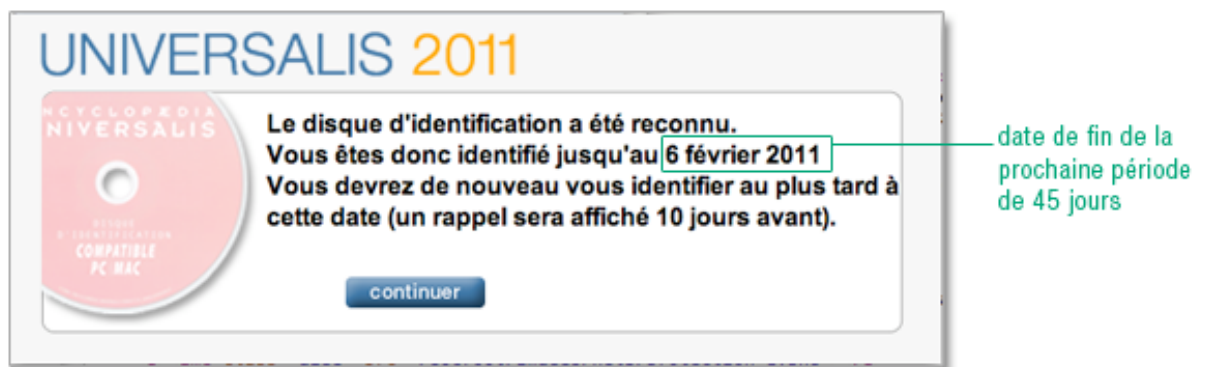 UNIVERSALIS 2011
NCYCLOPÆDIA
NIVERSALIS
DISQUE
D'IDENTIFICATION
COMPATIBLE
PC MAC
Le disque d'identification a été reconnu.
Vous êtes donc identifié jusqu'au 6 février 2011
Vous devrez de nouveau vous identifier au plus tard à
cette date (un rappel sera affiché 10 jours avant).
continuer
date de fin de la
prochaine période
de 45 jours